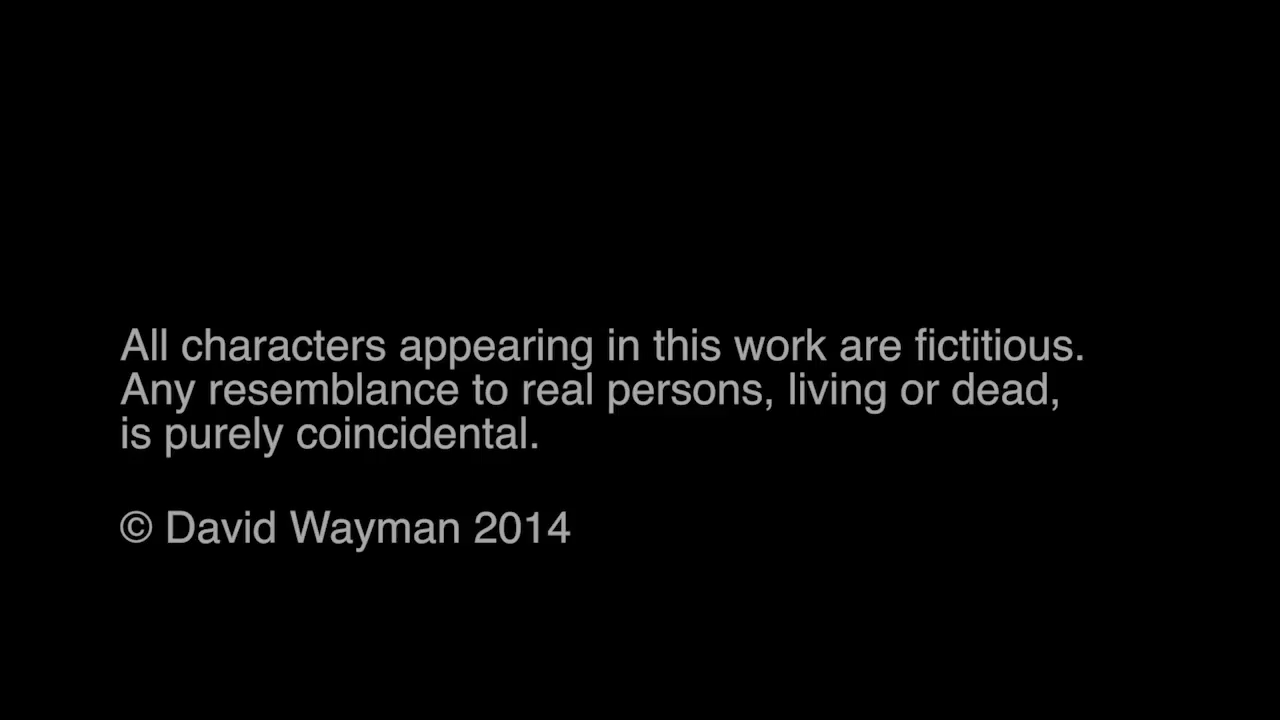 All characters appearing in this work are fictitious.
Any resemblance to real persons, living or dead,
is purely coincidental.
© David Wayman 2014